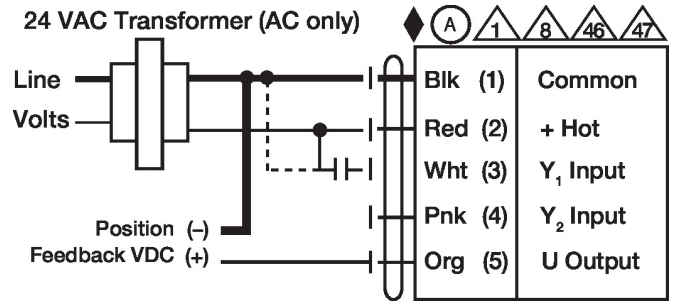 24 VAC Transformer (AC only)
A 1 8 46 47
Line
Volts
Blk (1) Common
Red (2) + Hot
Wht (3) Y1 Input
Pnk (4) Y2 Input
Org (5) U Output
Position (–)
Feedback VDC (+)